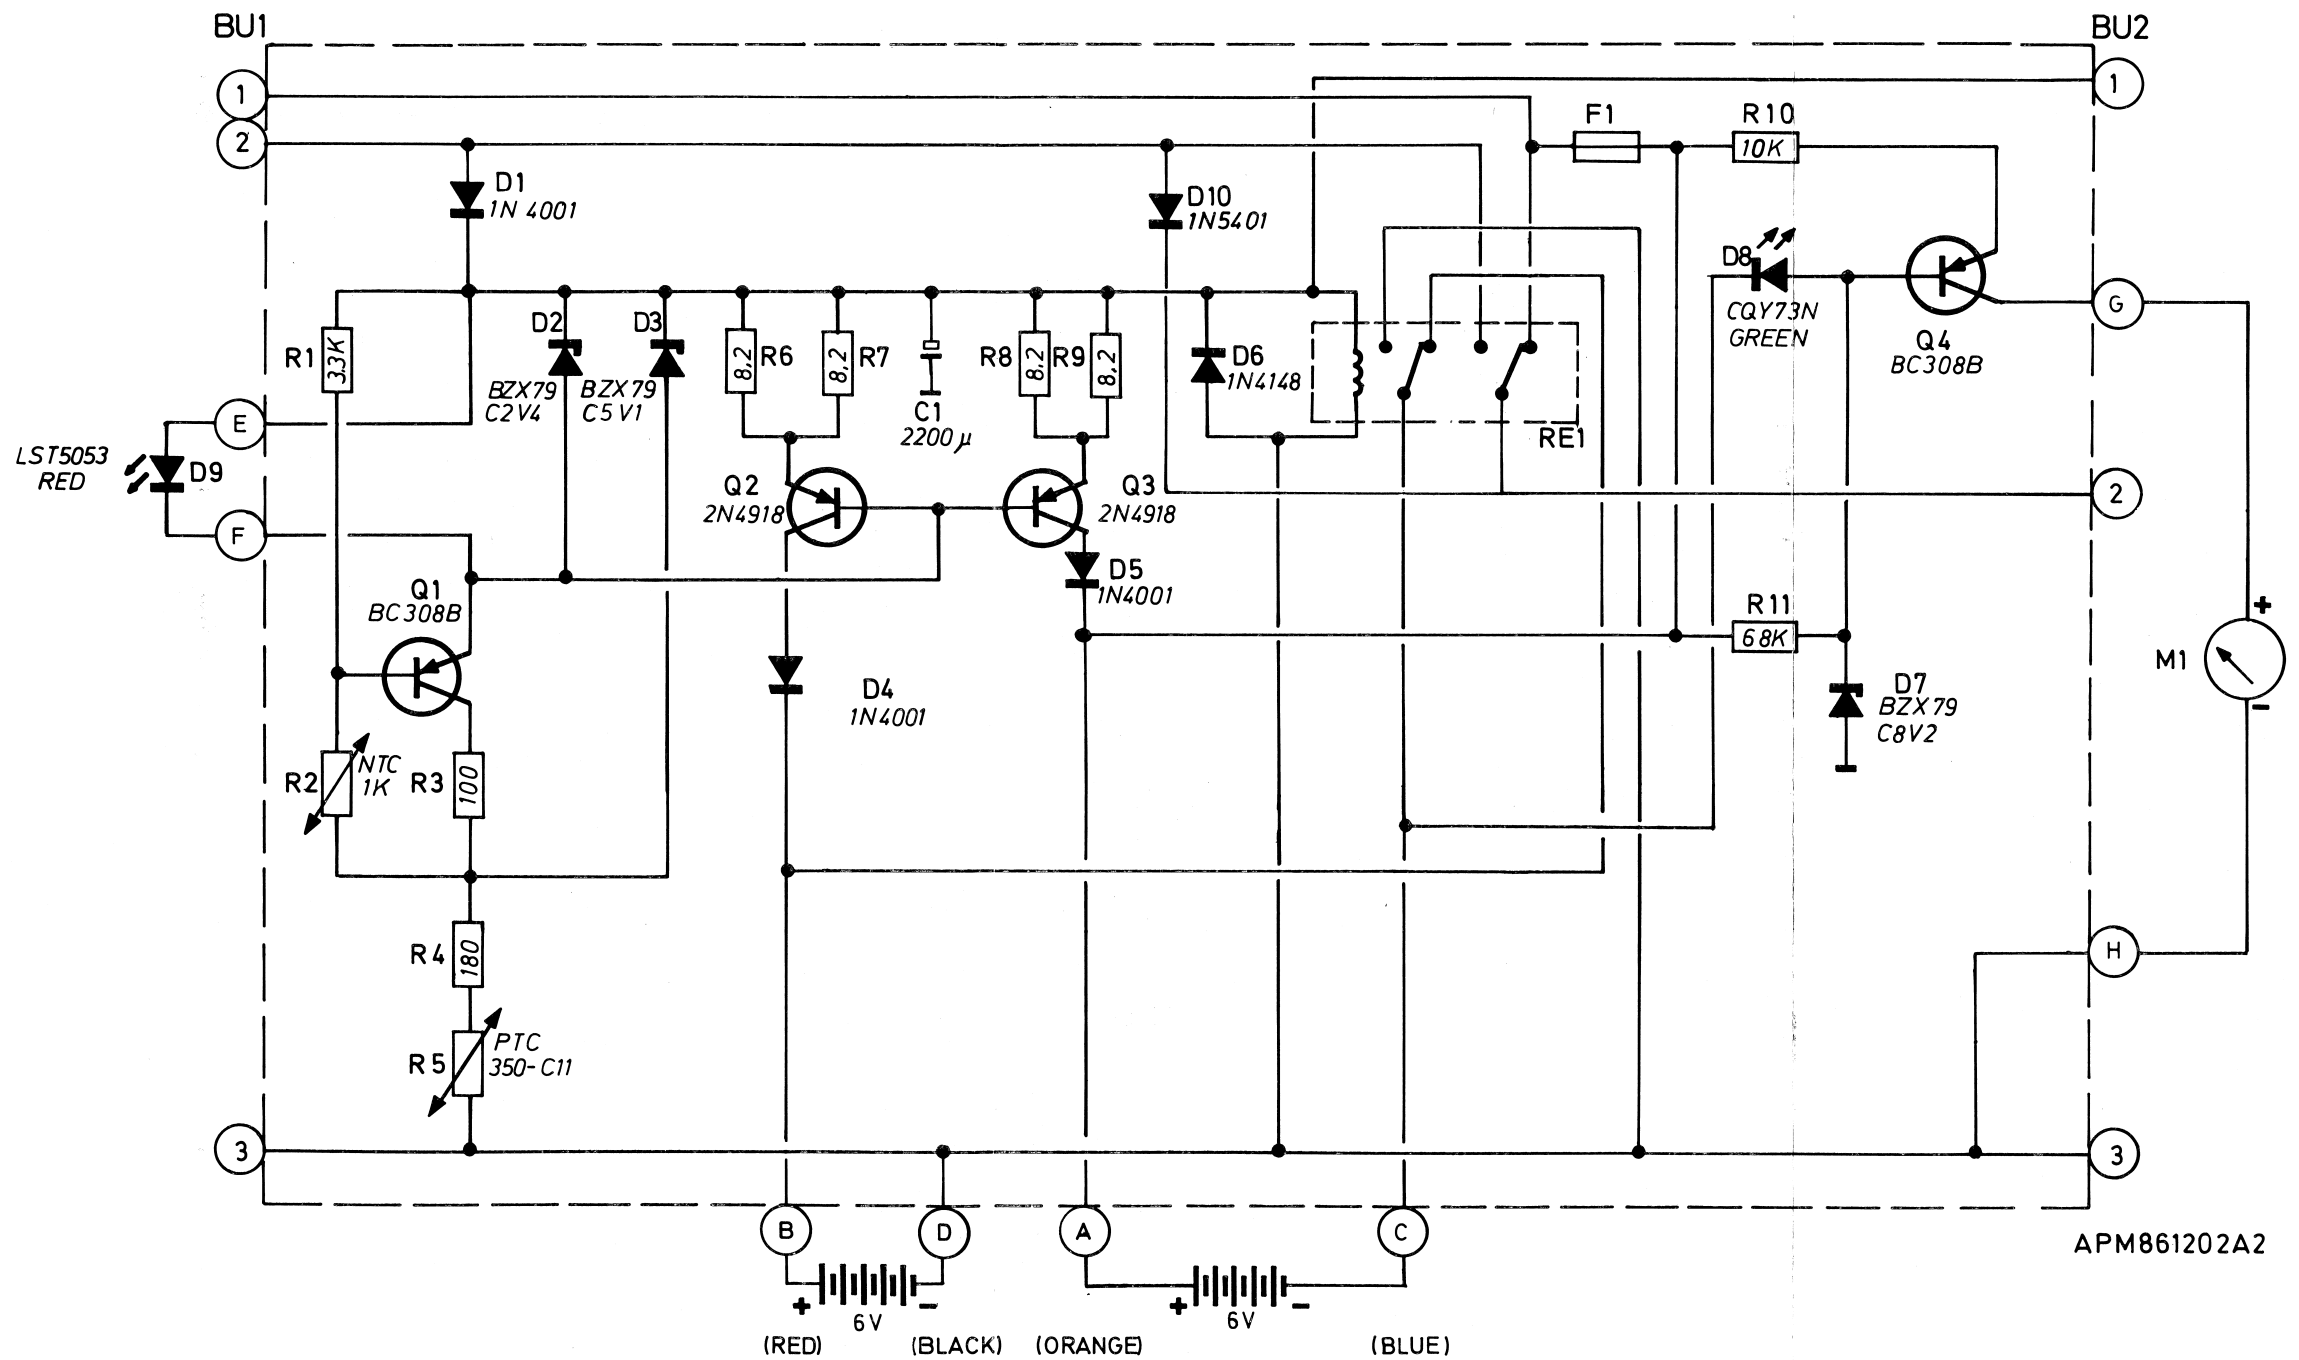 BU1
BU2
1
1
2
F1
R10
10K
D1
1N 4001
D10
1N5401
D8
CQY73N
GREEN
Q4
BC308B
G
R1
3.3K
D2
BZX79
C2V4
D3
BZX79
C5V1
R6
8,2
R7
8,2
C1
2200 µ
R8
8,2
R9
8,2
D6
1N4148
RE1
E
LST5053
RED
D9
F
Q2
2N4918
Q3
2N4918
2
D5
1N4001
Q1
BC308B
R11
68K
M1
+
-
D4
1N4001
D7
BZX79
C8V2
R2
NTC
1K
R3
100
R4
180
H
R5
PTC
350-C11
3
3
B
D
A
C
+
-
6V
+
-
6V
(RED)
(BLACK)
(ORANGE)
(BLUE)
APM861202A2